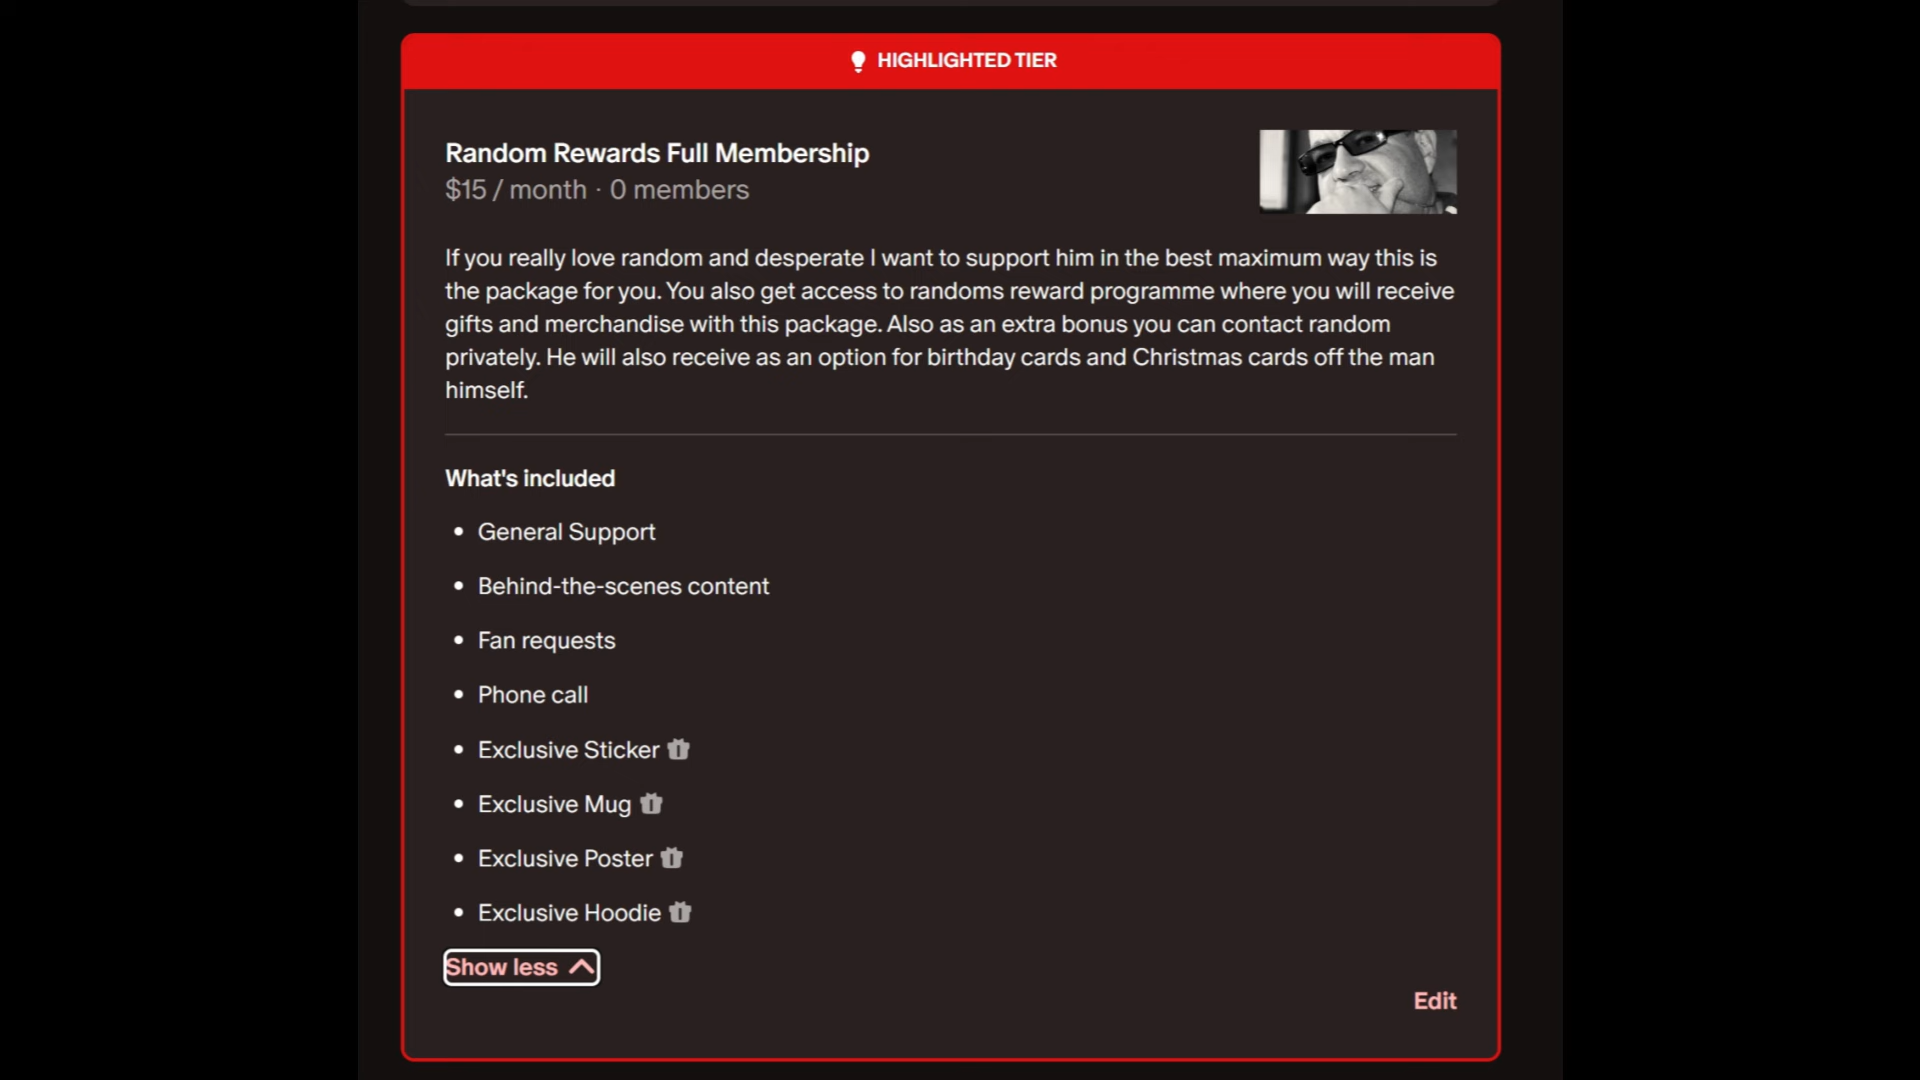 HIGHLIGHTED TIER
Random Rewards Full Membership
$15 / month · 0 members
If you really love random and desperate I want to support him in the best maximum way this is
the package for you. You also get access to randoms reward programme where you will receive
gifts and merchandise with this package. Also as an extra bonus you can contact random
privately. He will also receive as an option for birthday cards and Christmas cards off the man
himself.
What's included
• General Support
• Behind-the-scenes content
• Fan requests
• Phone call
• Exclusive Sticker
• Exclusive Mug
• Exclusive Poster
• Exclusive Hoodie
Show less
Edit